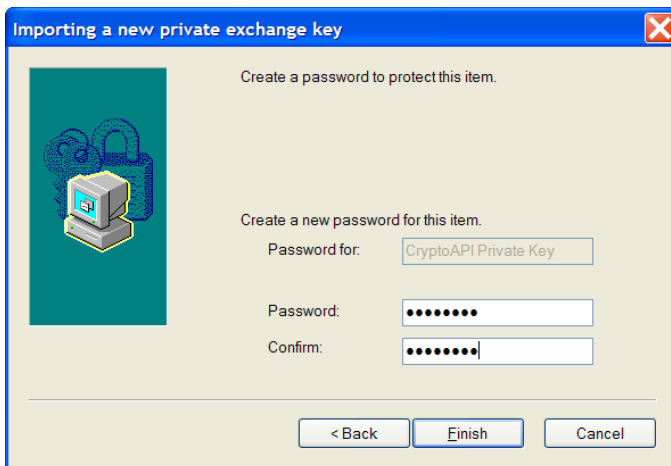 Importing a new private exchange key
Create a password to protect this item.
Create a new password for this item.
Password for: CryptoAPI Private Key
Password: ●●●●●●●●
Confirm: ●●●●●●●●
< Back Finish Cancel